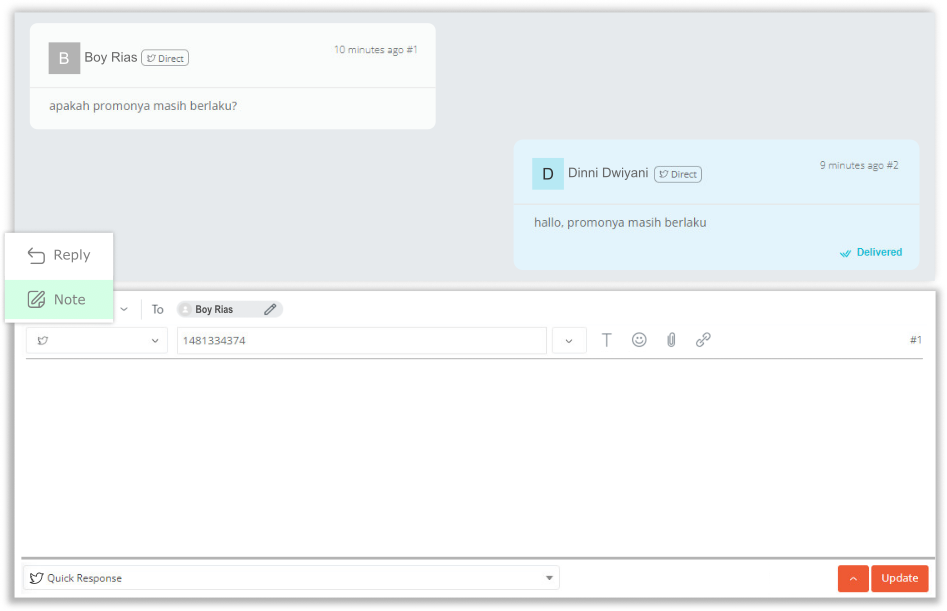 B Boy Rias Direct 10 minutes ago #1
apakah promonya masih berlaku?
D Dinni Dwiyani Direct 9 minutes ago #2
hallo, promonya masih berlaku
Delivered
Reply
Note
To Boy Rias
1481334374 T #1
Quick Response Update